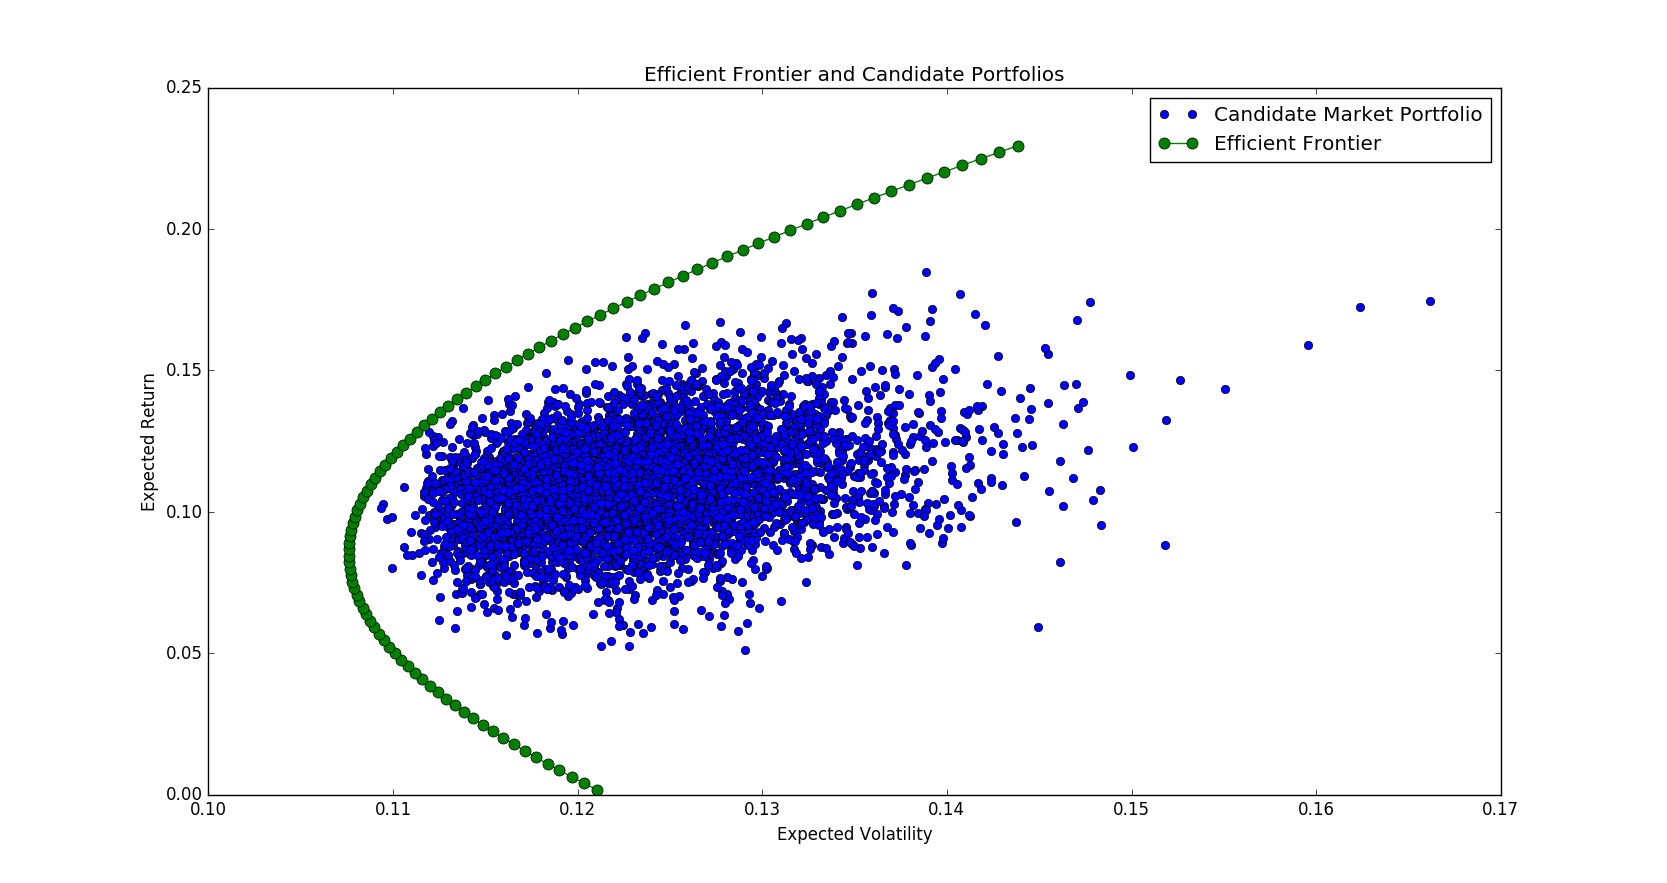 Efficient Frontier and Candidate Portfolios
0.25
Candidate Market Portfolio
Efficient Frontier
0.20
0.15
Expected Return
0.10
0.05
0.00
0.10 0.11 0.12 0.13 0.14 0.15 0.16 0.17
Expected Volatility